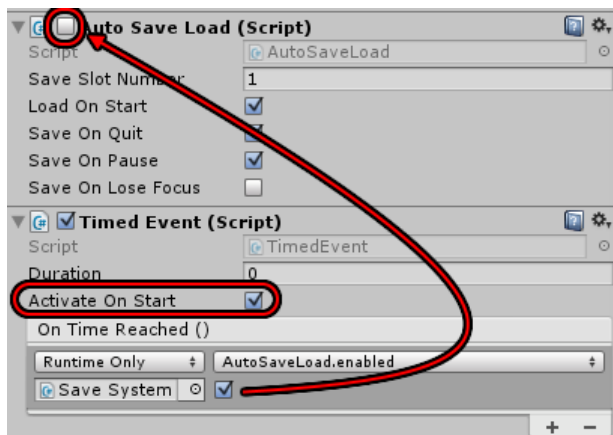 Auto Save Load (Script)
Script AutoSaveLoad
Save Slot Number 1
Load On Start
Save On Quit
Save On Pause
Save On Lose Focus
Timed Event (Script)
Script TimedEvent
Duration 0
Activate On Start
On Time Reached ()
Runtime Only AutoSaveLoad.enabled
Save System